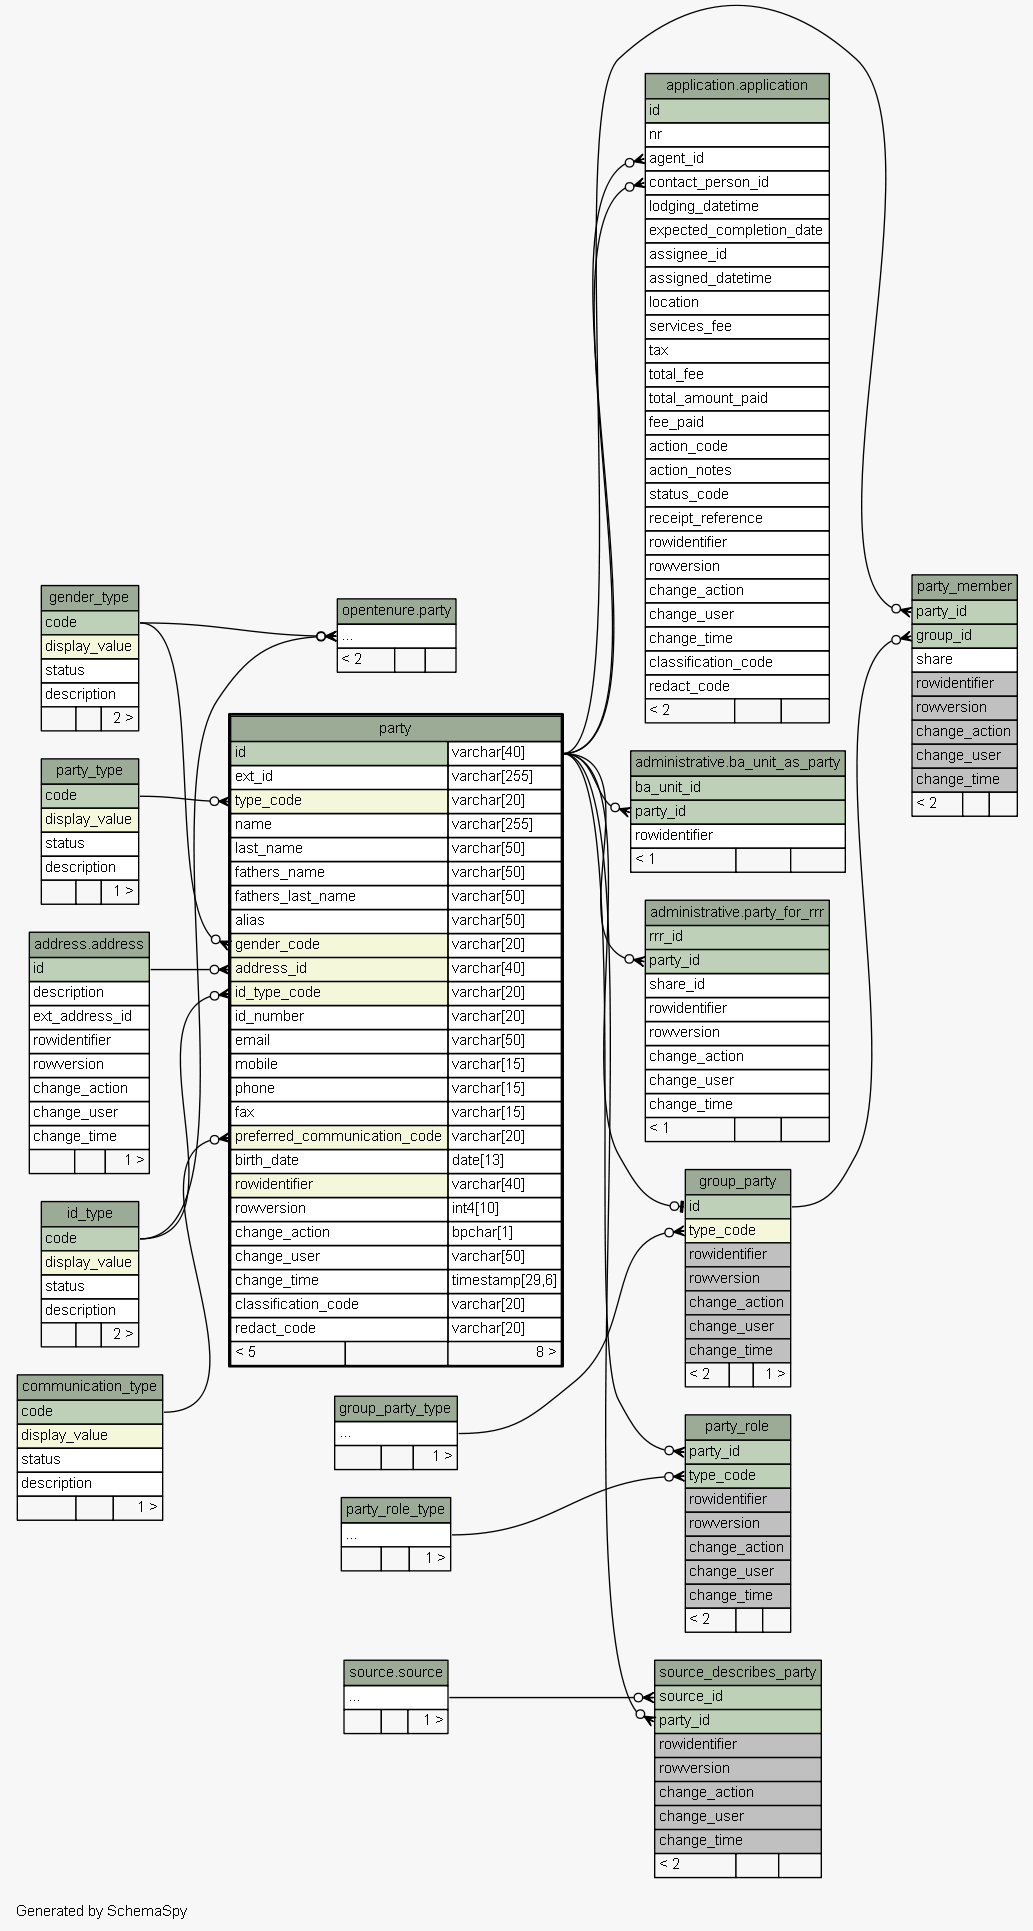 application.application
id
nr
agent_id
contact_person_id
lodging_datetime
expected_completion_date
assignee_id
assigned_datetime
location
services_fee
tax
total_fee
total_amount_paid
fee_paid
action_code
action_notes
status_code
receipt_reference
rowidentifier
rowversion
change_action
change_user
change_time
classification_code
redact_code
< 2
party_member
party_id
group_id
share
rowidentifier
rowversion
change_action
change_user
change_time
< 2
gender_type
code
display_value
status
description
2 >
opentenure.party
...
< 2
party_type
code
display_value
status
description
1 >
address.address
id
description
ext_address_id
rowidentifier
rowversion
change_action
change_user
change_time
1 >
id_type
code
display_value
status
description
2 >
communication_type
code
display_value
status
description
1 >
party
id varchar[40]
ext_id varchar[255]
type_code varchar[20]
name varchar[255]
last_name varchar[50]
fathers_name varchar[50]
fathers_last_name varchar[50]
alias varchar[50]
gender_code varchar[20]
address_id varchar[40]
id_type_code varchar[20]
id_number varchar[20]
email varchar[50]
mobile varchar[15]
phone varchar[15]
fax varchar[15]
preferred_communication_code varchar[20]
birth_date date[13]
rowidentifier varchar[40]
rowversion int4[10]
change_action bpchar[1]
change_user varchar[50]
change_time timestamp[29,6]
classification_code varchar[20]
redact_code varchar[20]
< 5 8 >
administrative.ba_unit_as_party
ba_unit_id
party_id
rowidentifier
< 1
administrative.party_for_rrr
rrr_id
party_id
share_id
rowidentifier
rowversion
change_action
change_user
change_time
< 1
group_party
id
type_code
rowidentifier
rowversion
change_action
change_user
change_time
< 2 1 >
group_party_type
...
1 >
party_role
party_id
type_code
rowidentifier
rowversion
change_action
change_user
change_time
< 2
party_role_type
...
1 >
source.source
...
1 >
source_describes_party
source_id
party_id
rowidentifier
rowversion
change_action
change_user
change_time
< 2
Generated by SchemaSpy